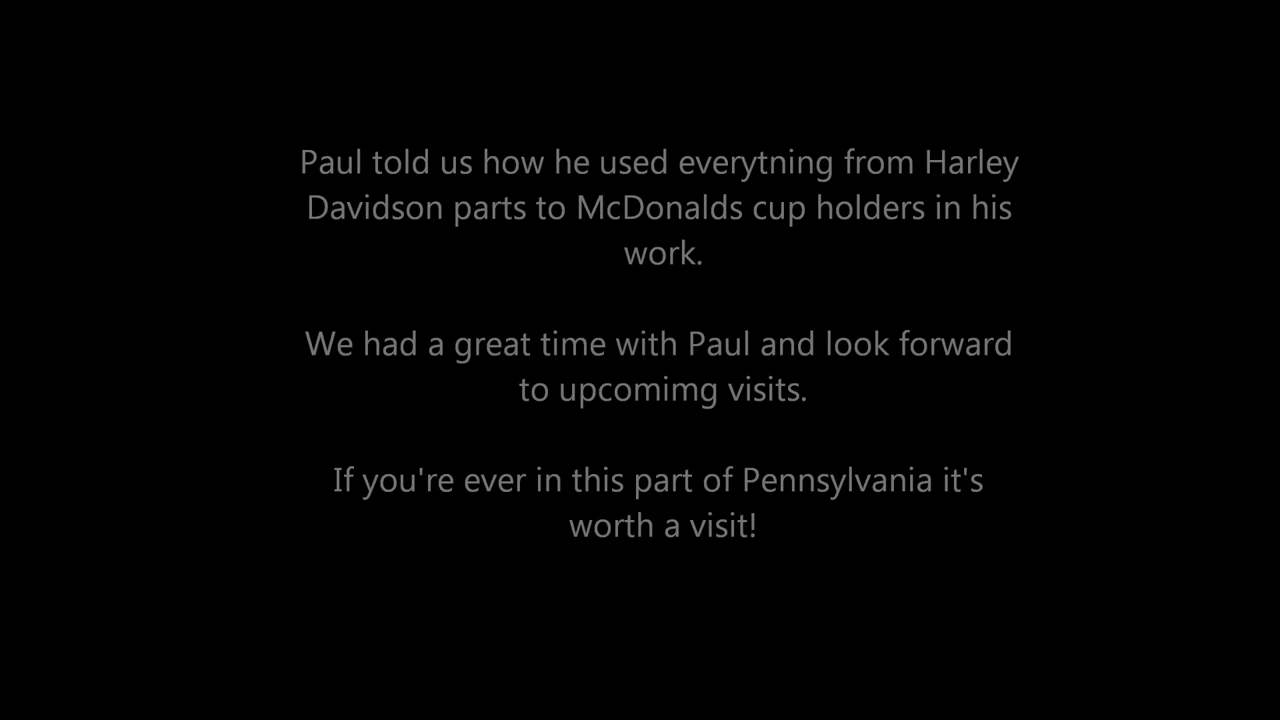 Paul told us how he used everytning from Harley
Davidson parts to McDonalds cup holders in his
work.
We had a great time with Paul and look forward
to upcomimg visits.
If you're ever in this part of Pennsylvania it's
worth a visit!